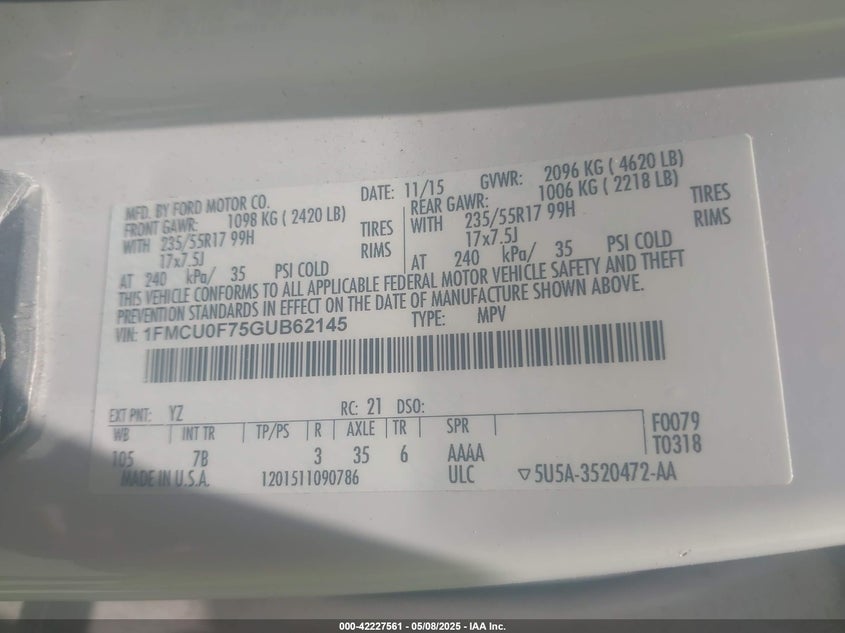 MFD. BY FORD MOTOR CO. DATE: 11/15 GVWR: 2096 KG ( 4620 LB)
FRONT GAWR: 1098 KG ( 2420 LB) REAR GAWR: 1006 KG ( 2218 LB)
WITH 235/55R17 99H TIRES WITH 235/55R17 99H TIRES
17x7.5J RIMS 17x7.5J RIMS
AT 240 kPa/ 35 PSI COLD AT 240 kPa/ 35 PSI COLD
THIS VEHICLE CONFORMS TO ALL APPLICABLE FEDERAL MOTOR VEHICLE SAFETY AND THEFT
PREVENTION STANDARDS IN EFFECT ON THE DATE OF MANUFACTURE SHOWN ABOVE.
VIN: 1FMCU0F75GUB62145 TYPE: MPV
EXT PNT: YZ RC: 21 DSO:
WB INT TR TP/PS R AXLE TR SPR F0079
105 7B 3 35 6 AAAA T0318
MADE IN U.S.A. 1201511090786 ULC ▽5U5A-3520472-AA
000-42227561 - 05/08/2025 - IAA Inc.